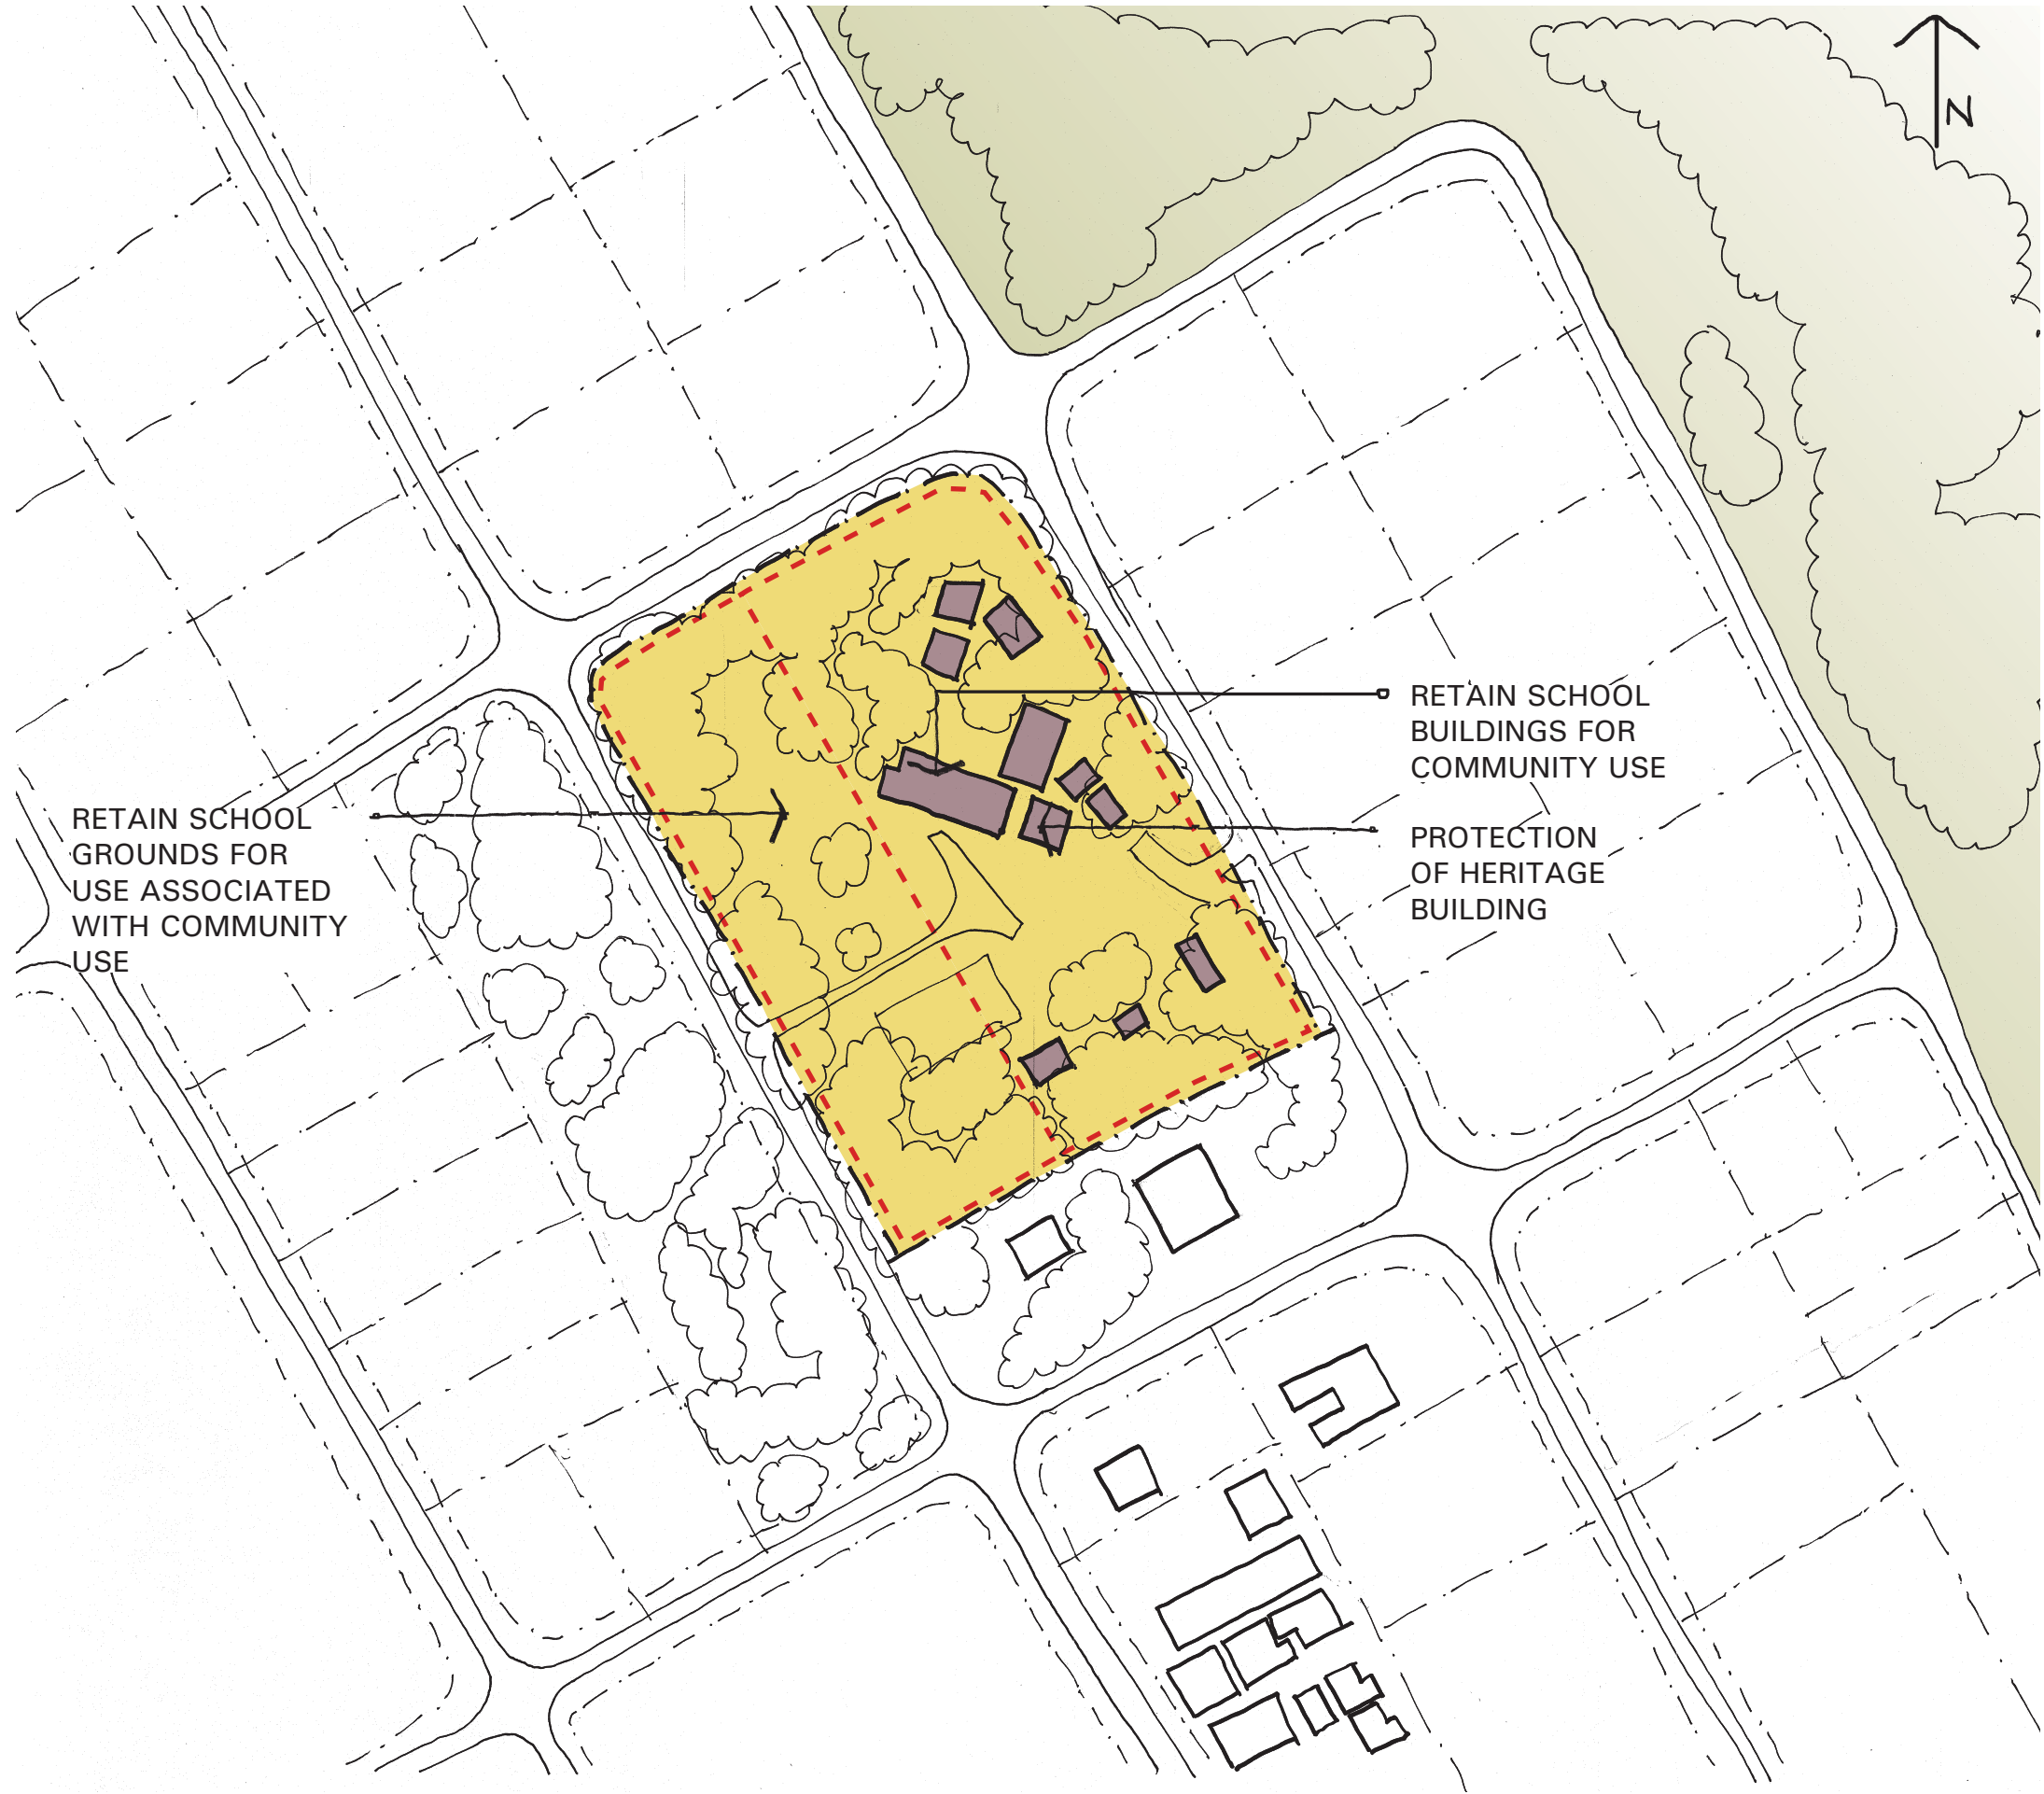 N
RETAIN SCHOOL
BUILDINGS FOR
COMMUNITY USE
RETAIN SCHOOL
GROUNDS FOR
USE ASSOCIATED
WITH COMMUNITY
USE
PROTECTION
OF HERITAGE
BUILDING